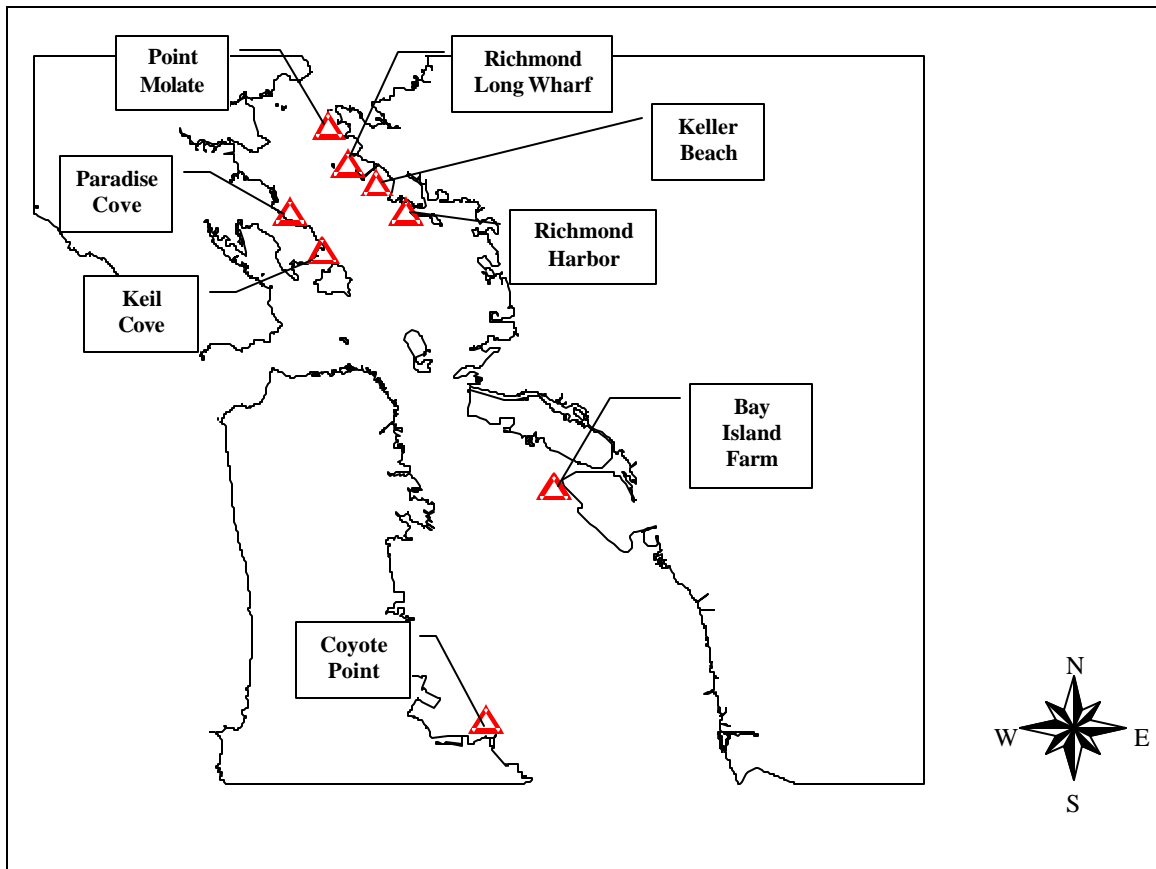 Point
Molate
Richmond
Long Wharf
Keller
Beach
Paradise
Cove
Richmond
Harbor
Keil
Cove
Bay
Island
Farm
Coyote
Point
N
W
E
S